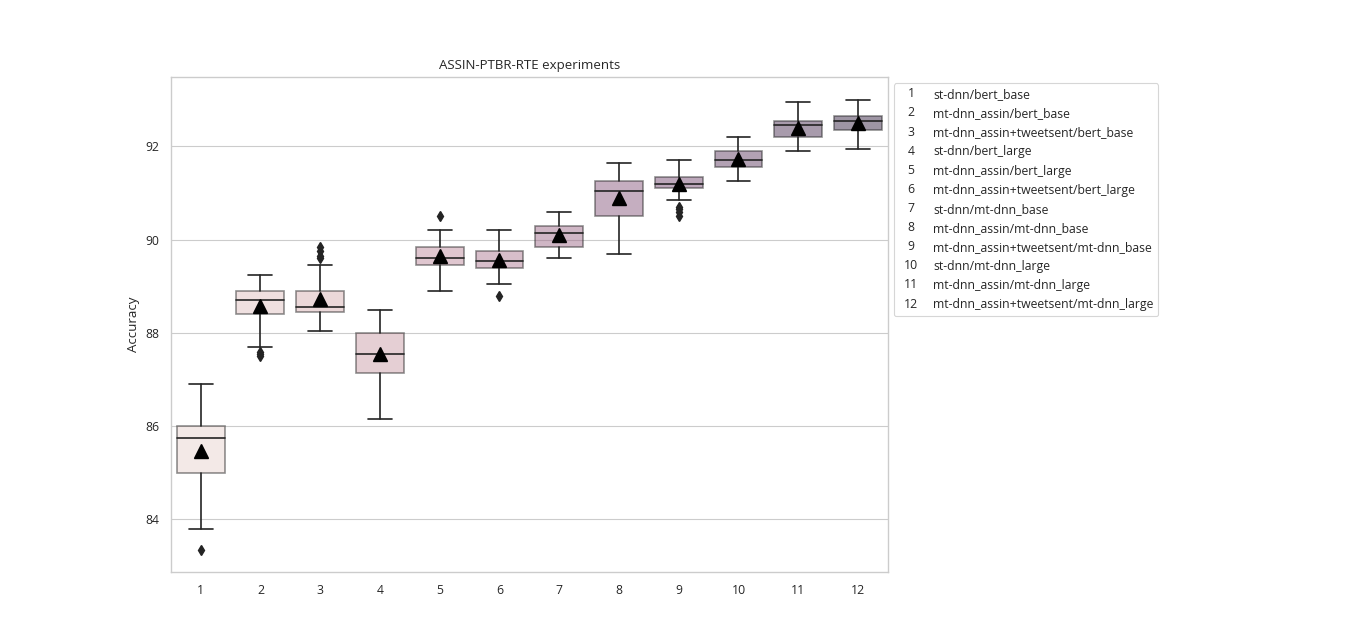 ASSIN-PTBR-RTE experiments
Accuracy
92
90
88
86
84
1 2 3 4 5 6 7 8 9 10 11 12
1 st-dnn/bert_base
2 mt-dnn_assin/bert_base
3 mt-dnn_assin+tweetsent/bert_base
4 st-dnn/bert_large
5 mt-dnn_assin/bert_large
6 mt-dnn_assin+tweetsent/bert_large
7 st-dnn/mt-dnn_base
8 mt-dnn_assin/mt-dnn_base
9 mt-dnn_assin+tweetsent/mt-dnn_base
10 st-dnn/mt-dnn_large
11 mt-dnn_assin/mt-dnn_large
12 mt-dnn_assin+tweetsent/mt-dnn_large